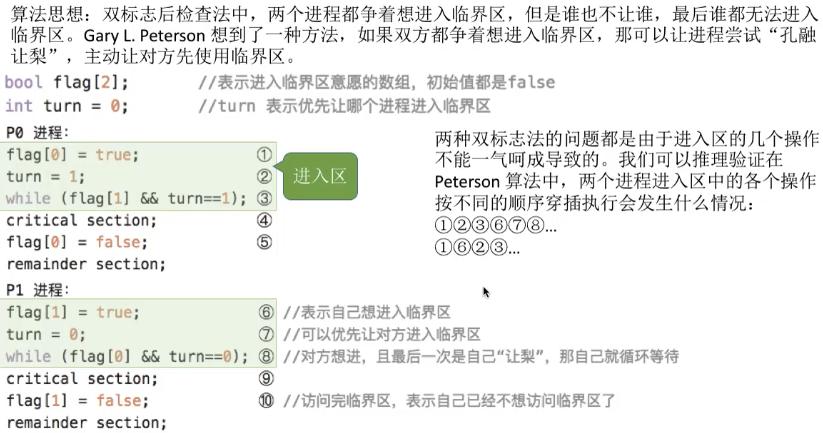 算法思想：双标志后检查法中，两个进程都争着想进入临界区，但是谁也不让谁，最后谁都无法进入
临界区。Gary L. Peterson 想到了一种方法，如果双方都争着想进入临界区，那可以让进程尝试“孔融
让梨”，主动让对方先使用临界区。
bool flag[2]; //表示进入临界区意愿的数组，初始值都是false
int turn = 0; //turn 表示优先让哪个进程进入临界区
P0 进程：
flag[0] = true; ①
turn = 1; ②
while (flag[1] && turn==1); ③
进入区
critical section; ④
flag[0] = false; ⑤
remainder section;
两种双标志法的问题都是由于进入区的几个操作
不能一气呵成导致的。我们可以推理验证在
Peterson 算法中，两个进程进入区中的各个操作
按不同的顺序穿插执行会发生什么情况：
①②③⑥⑦⑧...
①⑥②③...
P1 进程：
flag[1] = true; ⑥ //表示自己想进入临界区
turn = 0; ⑦ //可以优先让对方进入临界区
while (flag[0] && turn==0); ⑧ //对方想进，且最后一次是自己“让梨”，那自己就循环等待
critical section; ⑨
flag[1] = false; ⑩ //访问完临界区，表示自己已经不想访问临界区了
remainder section;